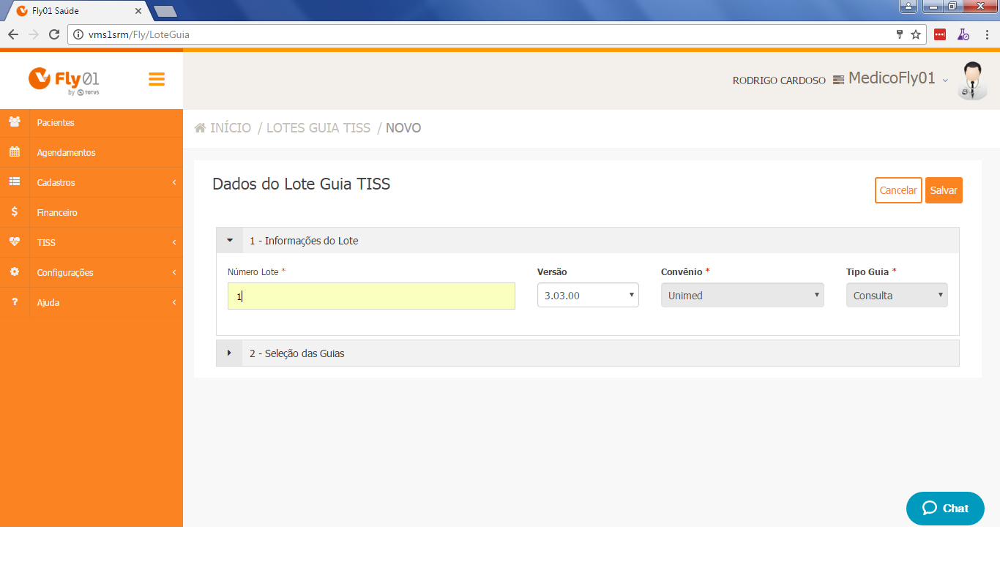 Fly01 Saúde
vms1srm/Fly/LoteGuia
Fly01
by TOTVS
RODRIGO CARDOSO MedicoFly01
Pacientes
Agendamentos
Cadastros
Financeiro
TISS
Configurações
Ajuda
INÍCIO / LOTES GUIA TISS / NOVO
Dados do Lote Guia TISS
Cancelar Salvar
1 - Informações do Lote
Número Lote * Versão Convênio * Tipo Guia *
1 3.03.00 Unimed Consulta
2 - Seleção das Guias
Chat